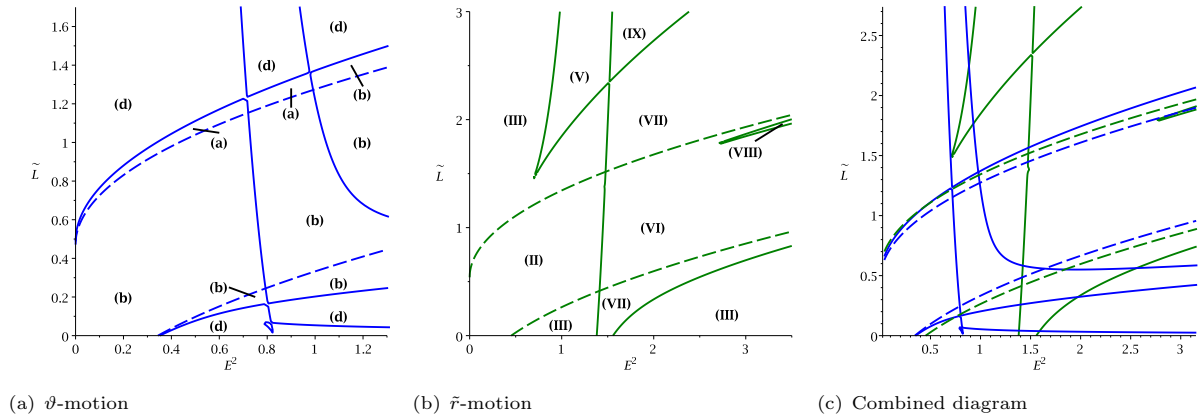 1.6
1.4
1.2
1
L̃
0.8
0.6
0.4
0.2
0
0
0.2
0.4
0.6
0.8
1
1.2
E²
(d)
(d)
(d)
(b)
(a)
(a)
(b)
(b)
(b)
(b)
(b)
(d)
(d)
(a) ϑ-motion
3
2
L̃
1
0
0
1
2
3
E²
(IX)
(V)
(III)
(VII)
(VIII)
(VI)
(II)
(VII)
(III)
(III)
(b) r̃-motion
2.5
2
1.5
L̃
1
0.5
0
0.5
1
1.5
2
2.5
3
E²
(c) Combined diagram